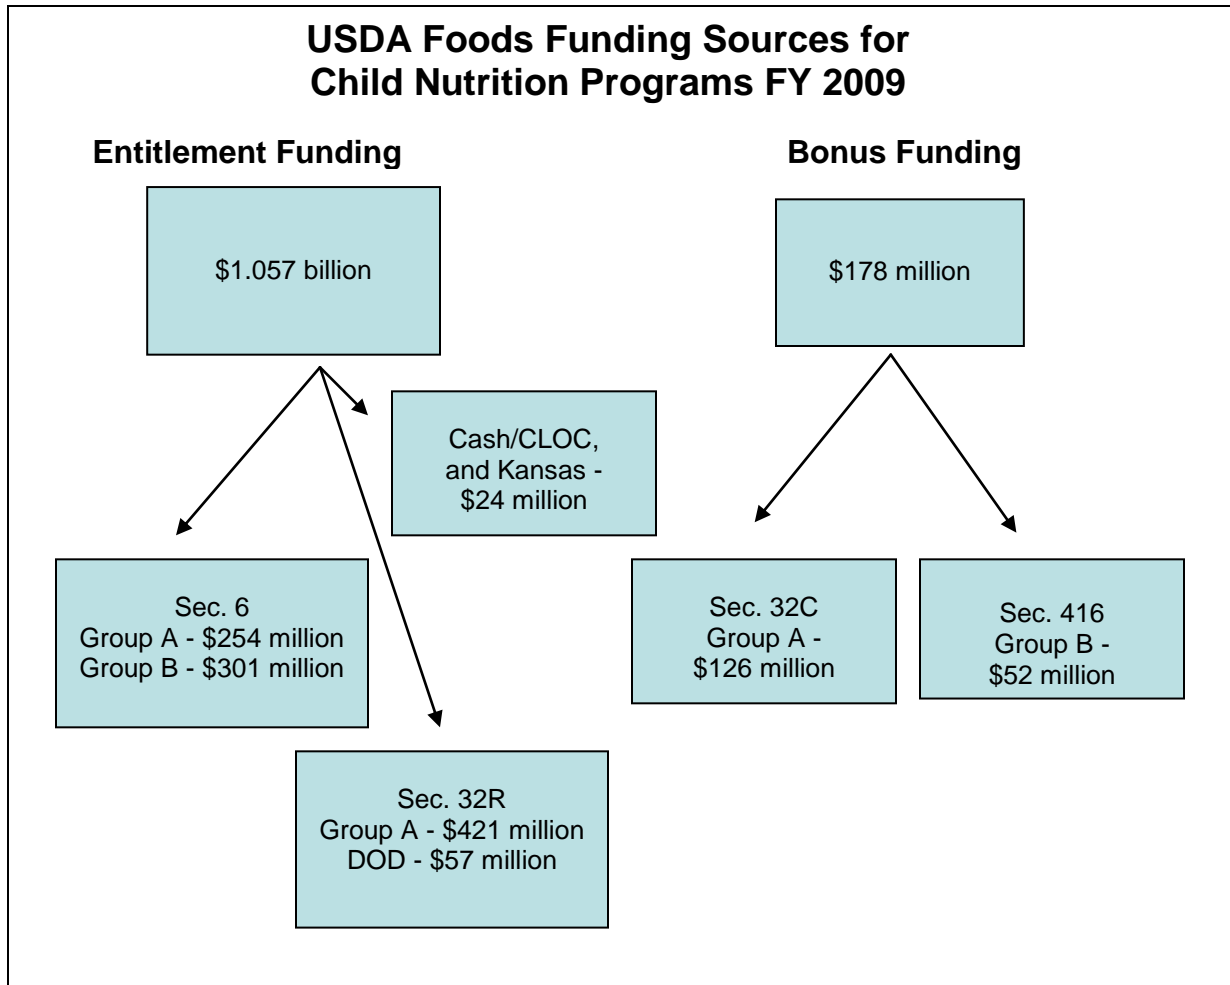 USDA Foods Funding Sources for
Child Nutrition Programs FY 2009
Entitlement Funding
$1.057 billion
Cash/CLOC,
and Kansas -
$24 million
Sec. 6
Group A - $254 million
Group B - $301 million
Sec. 32R
Group A - $421 million
DOD - $57 million
Bonus Funding
$178 million
Sec. 32C
Group A -
$126 million
Sec. 416
Group B -
$52 million